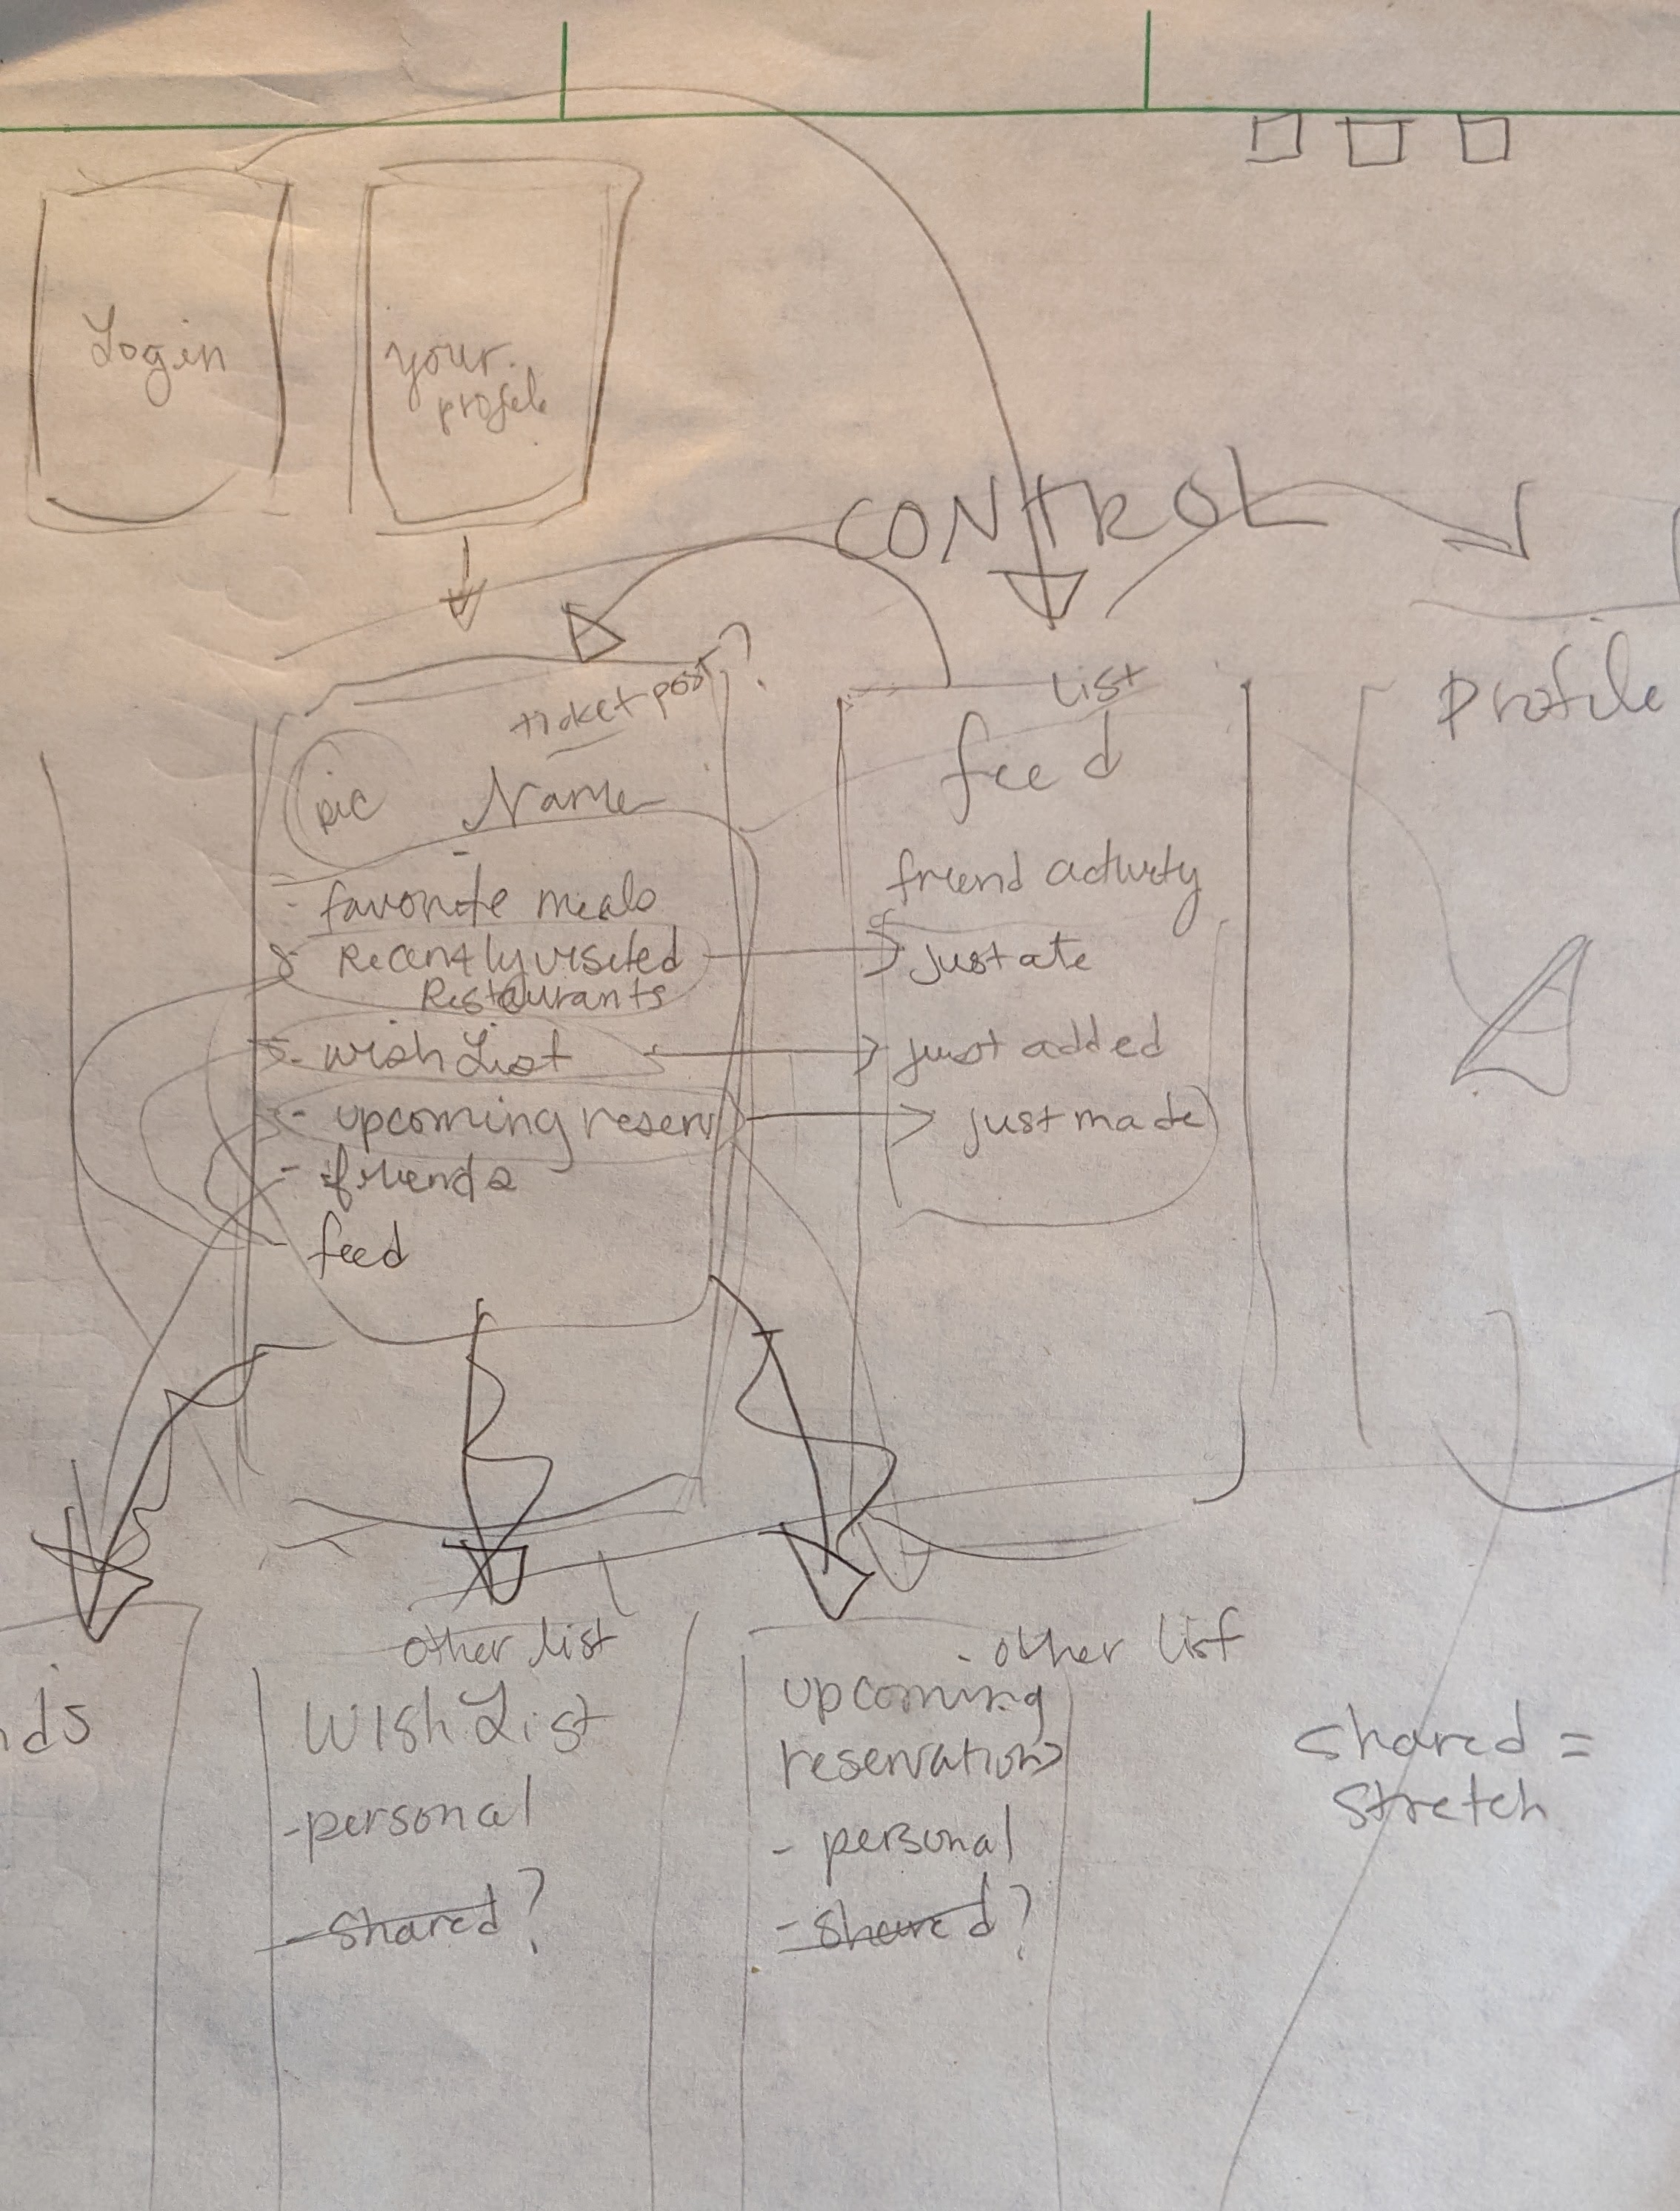 Login
your
profile
CONTROL
ticket post?
pic
Name
- favorite meals
Recently visited
Restaurants
- wish List
- upcoming reserv
- friends
feed
List
feed
friend activity
just ate
just added
just made
Profile
nds
other list
Wish List
- personal
- shared?
- other list
upcoming
reservations
- personal
- shared?
shared =
stretch